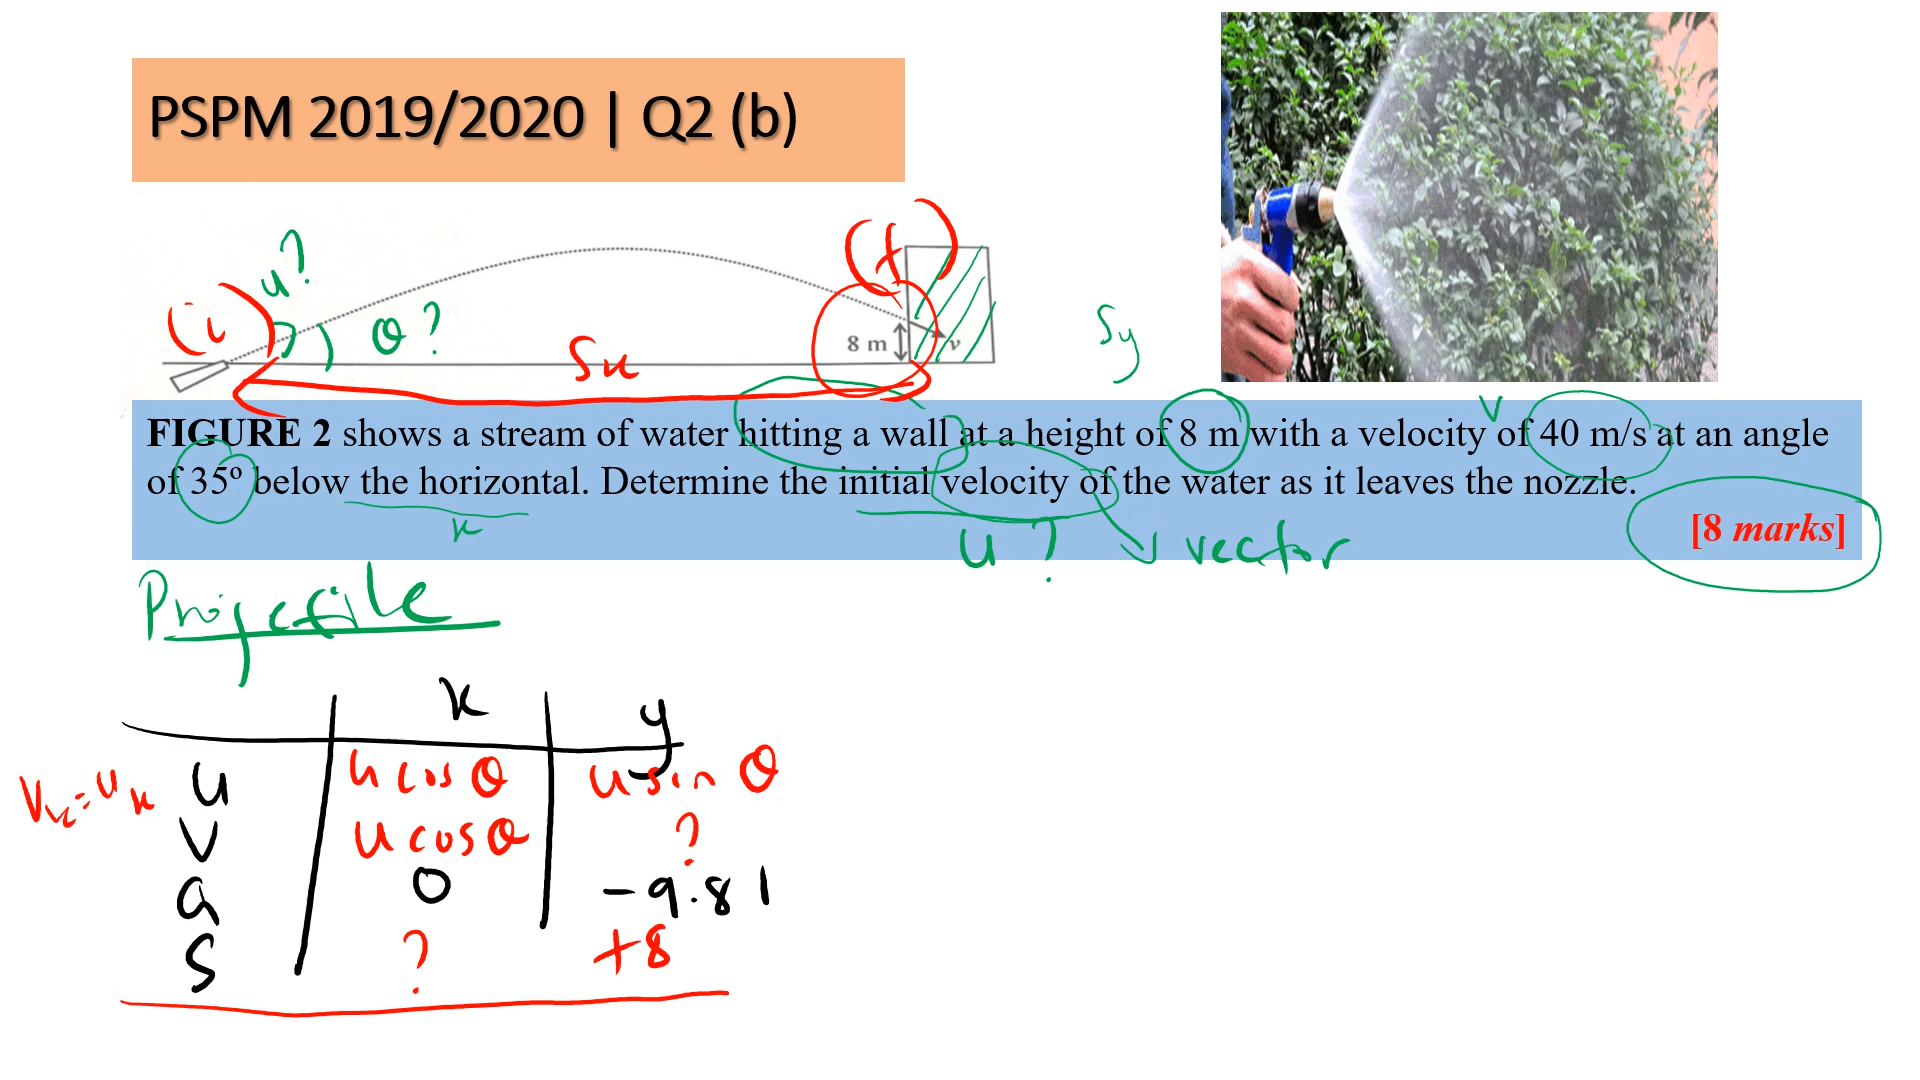 PSPM 2019/2020 | Q2 (b)
(i) u? θ? Sx (f) 8 m v Sy
FIGURE 2 shows a stream of water hitting a wall at a height of 8 m with a velocity of 40 m/s at an angle
v
of 35º below the horizontal. Determine the initial velocity of the water as it leaves the nozzle.
[8 marks]
x u ? vector
Projectile
x y
u u cos θ u sin θ
Vx = ux
v u cos θ ?
a 0 -9.81
s ? +8